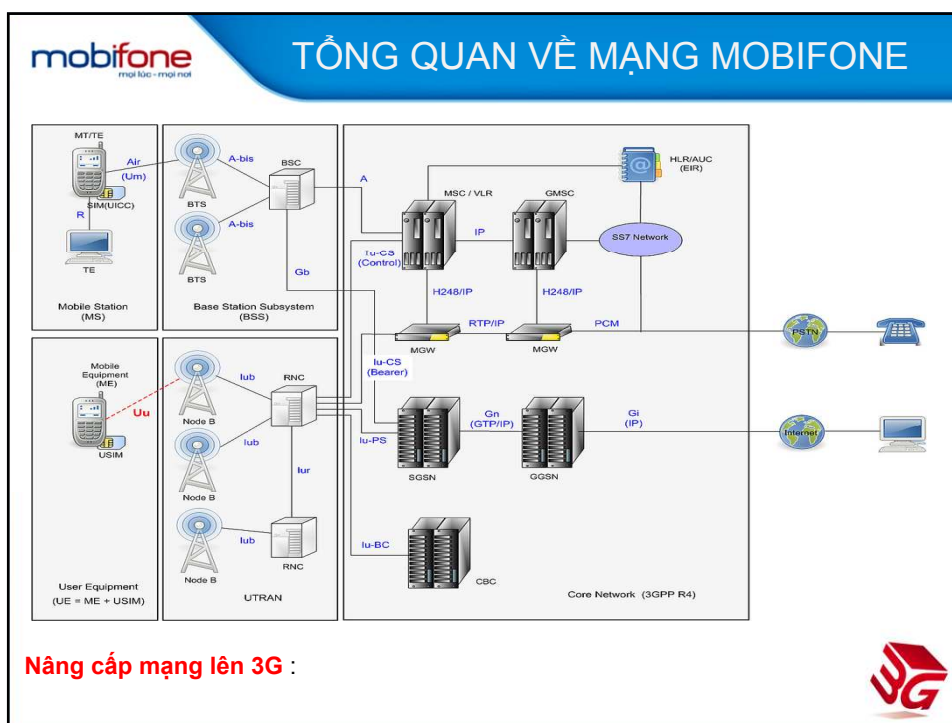 mobifone
mọi lúc - mọi nơi
TỔNG QUAN VỀ MẠNG MOBIFONE
MT/TE
Air
(Um)
SIM(UICC)
R
TE
Mobile Station
(MS)
A-bis
BTS
A-bis
BTS
BSC
Gb
Base Station Subsystem
(BSS)
A
MSC / VLR
GMSC
HLR/AUC
(EIR)
IP
SS7 Network
Iu-CS
(Control)
H248/IP
H248/IP
RTP/IP
PCM
MGW
MGW
PSTN
Iu-CS
(Bearer)
Mobile
Equipment
(ME)
Uu
USIM
User Equipment
(UE = ME + USIM)
Iub
RNC
Node B
Iub
Node B
Iur
Iub
Node B
RNC
UTRAN
Iu-PS
Gn
(GTP/IP)
Gi
(IP)
Internet
SGSN
GGSN
Iu-BC
CBC
Core Network (3GPP R4)
Nâng cấp mạng lên 3G :
3G